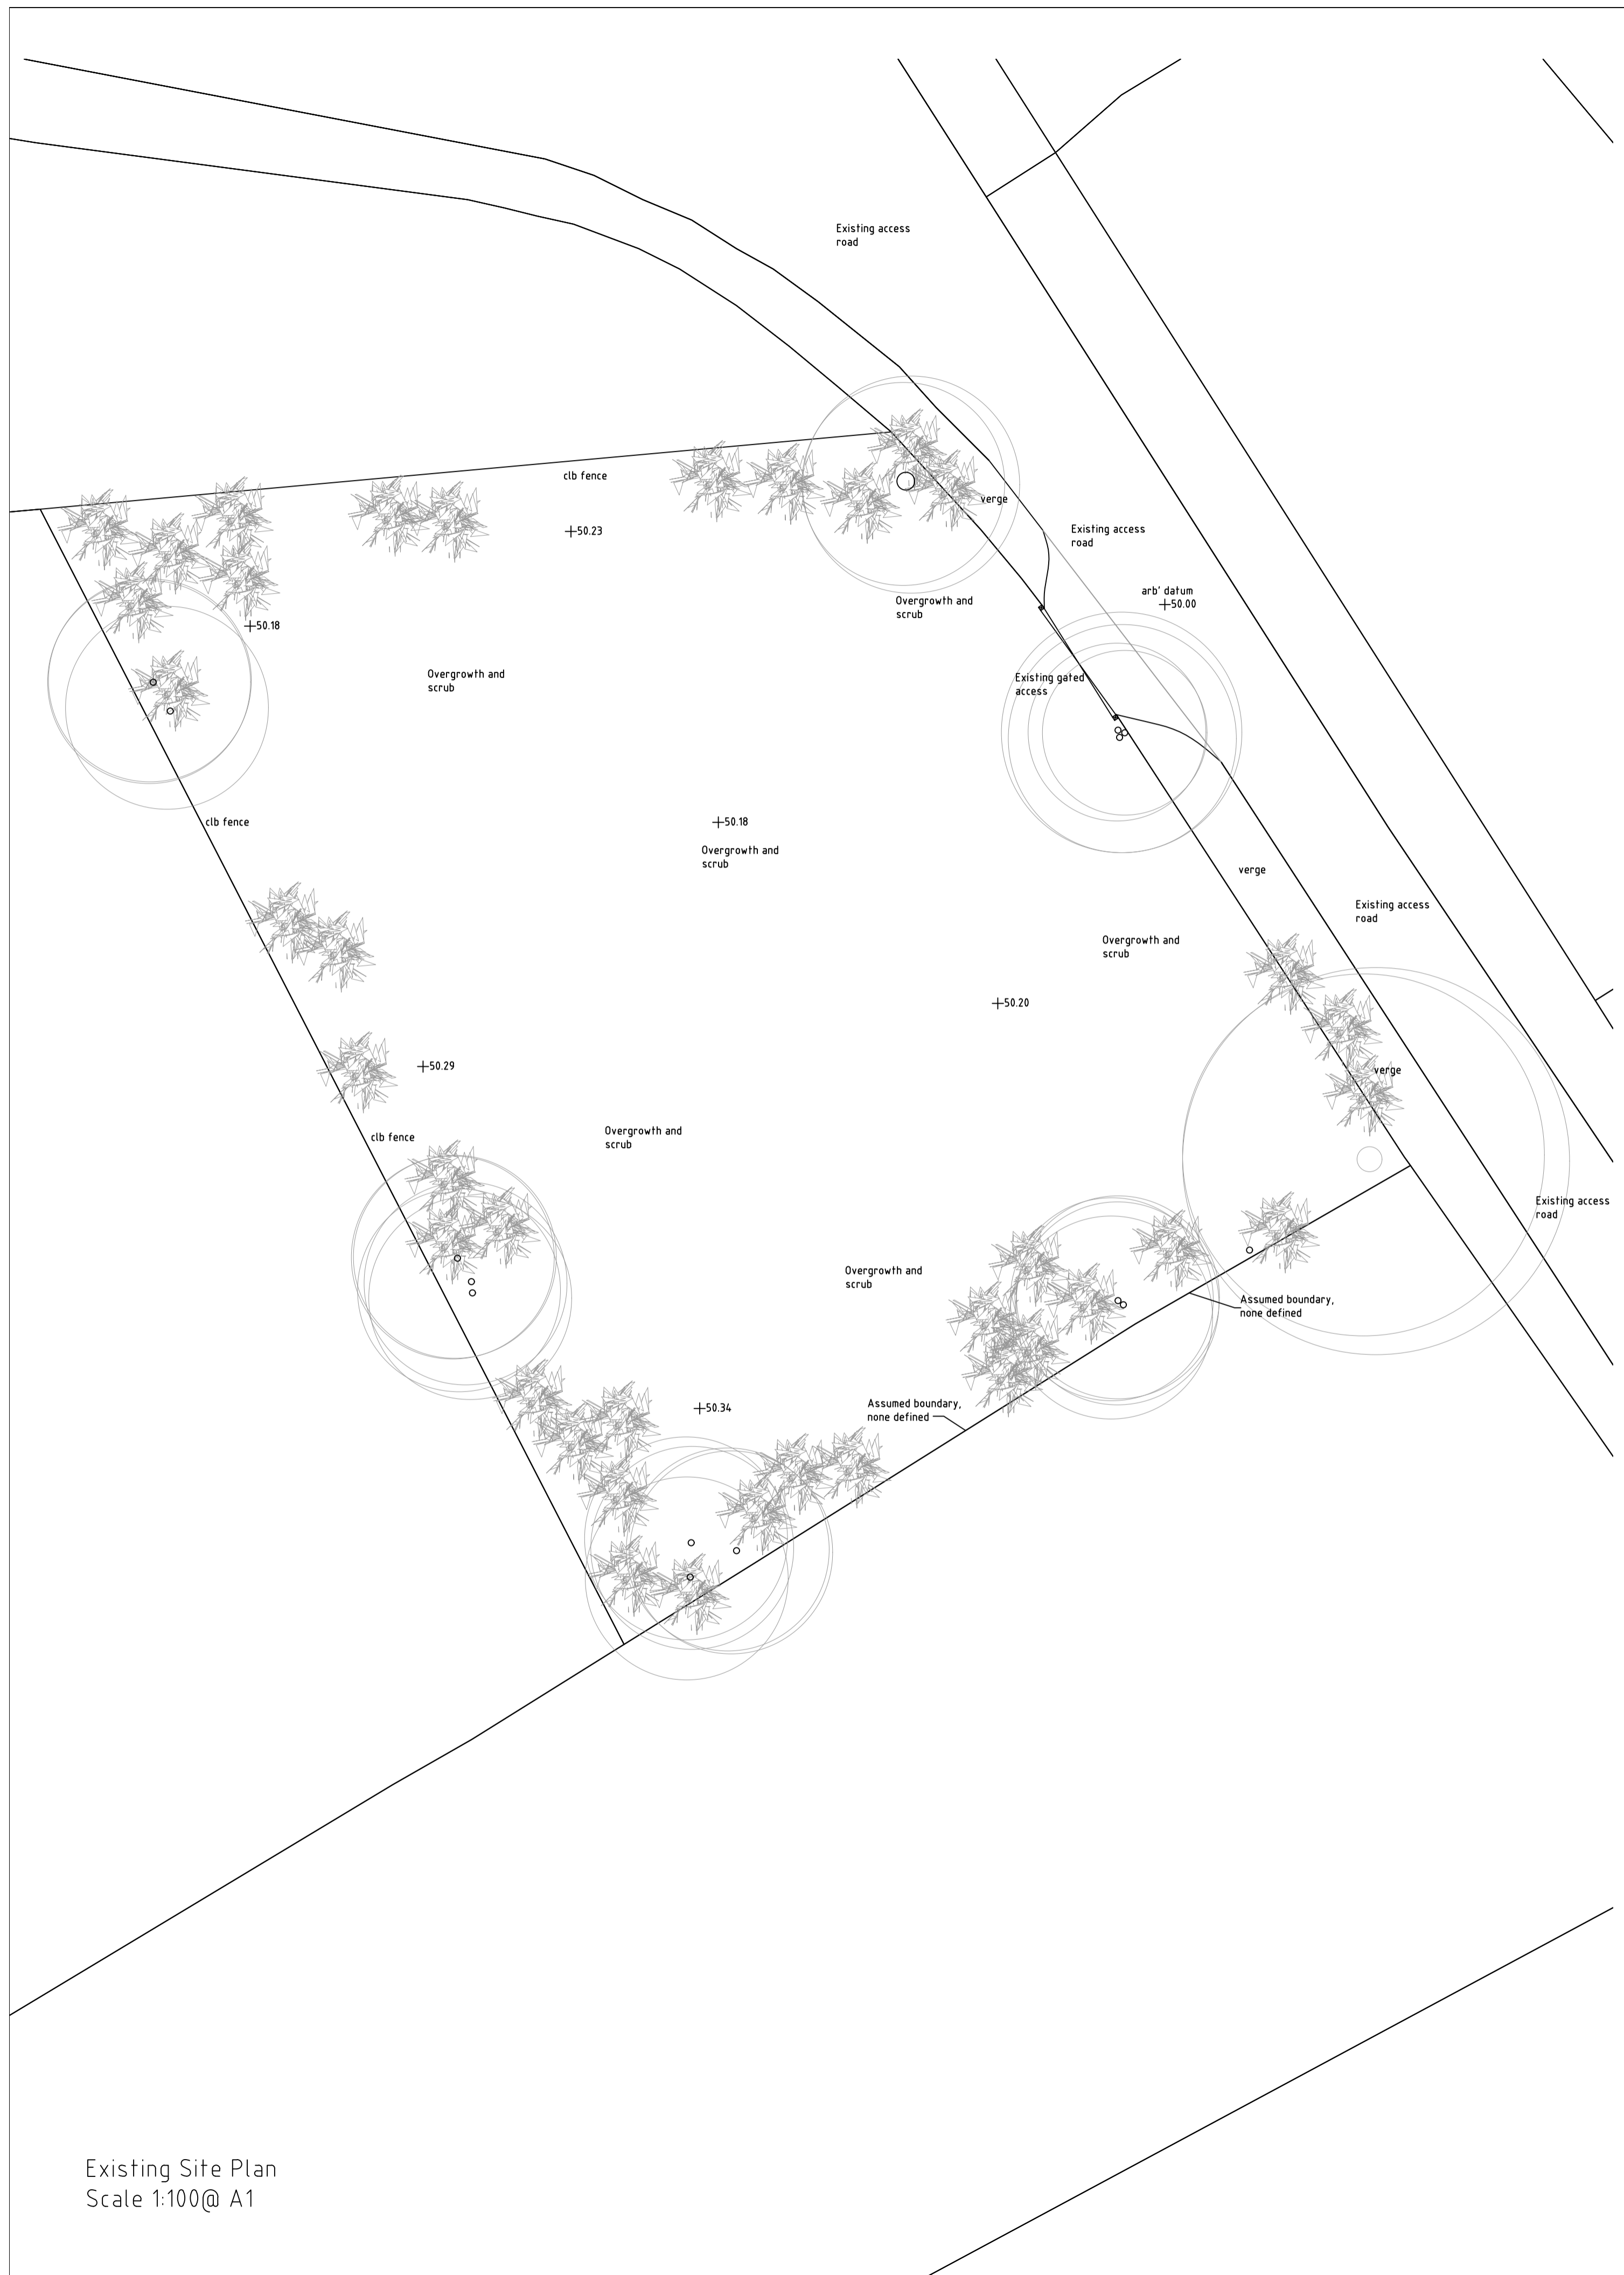 Existing access
road
clb fence
verge
50.23
Existing access
road
arb' datum
50.00
Overgrowth and
scrub
50.18
Overgrowth and
scrub
Existing gated
access
clb fence
50.18
Overgrowth and
scrub
verge
Existing access
road
Overgrowth and
scrub
50.20
50.29
verge
clb fence
Overgrowth and
scrub
Existing access
road
Overgrowth and
scrub
Assumed boundary,
none defined
Assumed boundary,
none defined
50.34
Existing Site Plan
Scale 1:100@ A1